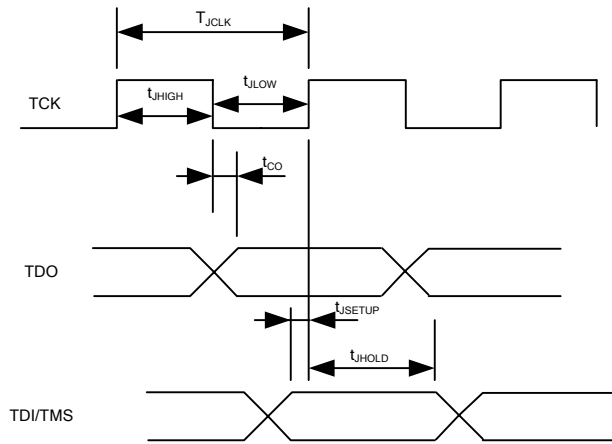 TJCLK
TCK
tJHIGH
tJLOW
tCO
TDO
tJSETUP
tJHOLD
TDI/TMS